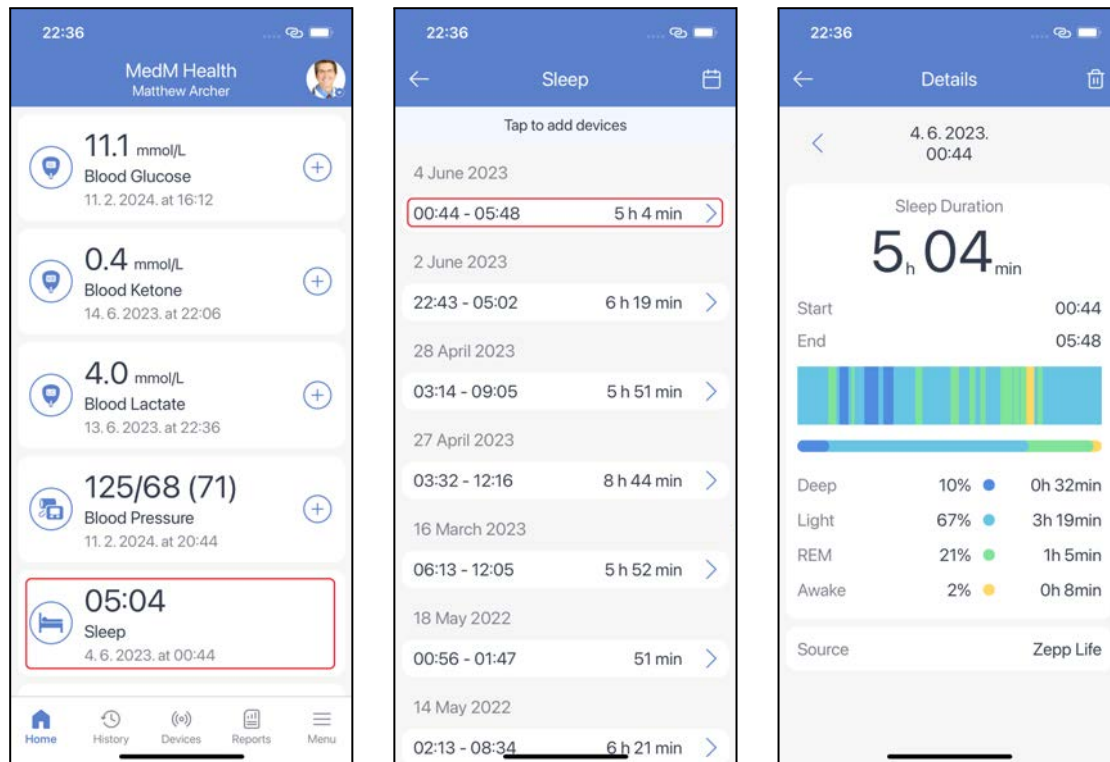 22:36
MedM Health
Matthew Archer
11.1 mmol/L
Blood Glucose
11. 2. 2024. at 16:12
0.4 mmol/L
Blood Ketone
14. 6. 2023. at 22:06
4.0 mmol/L
Blood Lactate
13. 6. 2023. at 22:36
125/68 (71)
Blood Pressure
11. 2. 2024. at 20:44
05:04
Sleep
4. 6. 2023. at 00:44
Home History Devices Reports Menu
22:36
Sleep
Tap to add devices
4 June 2023
00:44 - 05:48 5 h 4 min
2 June 2023
22:43 - 05:02 6 h 19 min
28 April 2023
03:14 - 09:05 5 h 51 min
27 April 2023
03:32 - 12:16 8 h 44 min
16 March 2023
06:13 - 12:05 5 h 52 min
18 May 2022
00:56 - 01:47 51 min
14 May 2022
02:13 - 08:34 6 h 21 min
22:36
Details
4. 6. 2023.
00:44
Sleep Duration
5 h 04 min
Start 00:44
End 05:48
Deep 10% 0h 32min
Light 67% 3h 19min
REM 21% 1h 5min
Awake 2% 0h 8min
Source Zepp Life